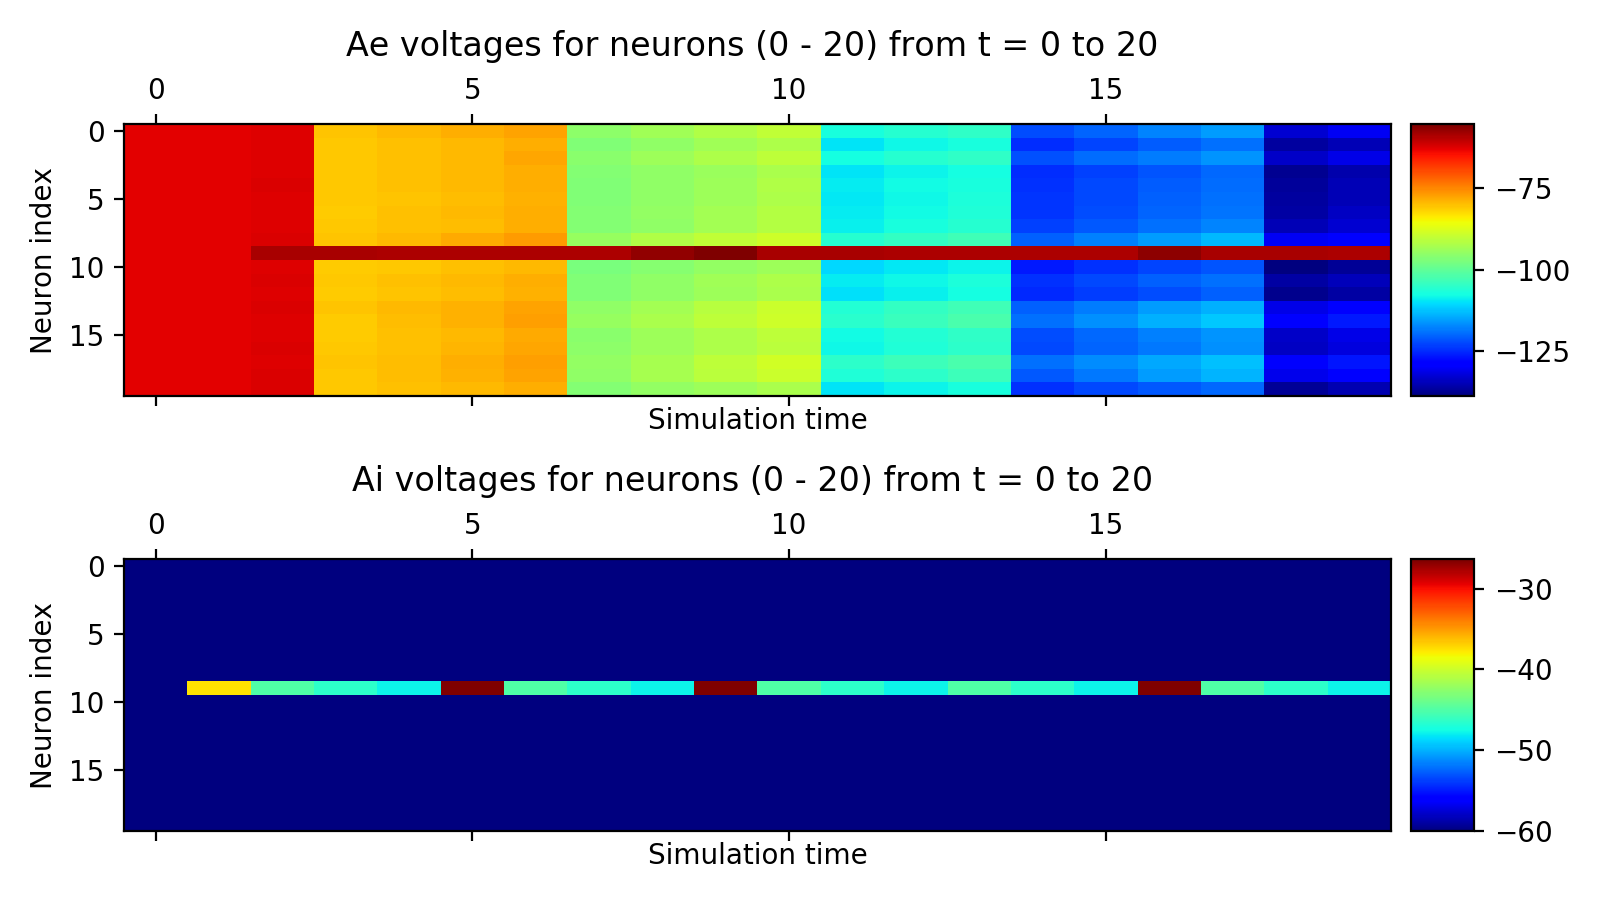 Ae voltages for neurons (0 - 20) from t = 0 to 20
0 5 10 15
Neuron index
0
5
10
15
Simulation time
−75
−100
−125
Ai voltages for neurons (0 - 20) from t = 0 to 20
0 5 10 15
Neuron index
0
5
10
15
Simulation time
−30
−40
−50
−60